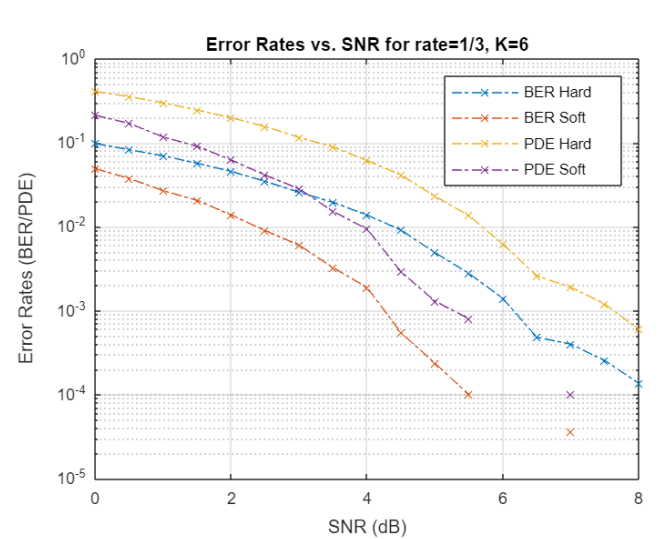 Error Rates vs. SNR for rate=1/3, K=6
10^0
10^-1
10^-2
10^-3
10^-4
10^-5
Error Rates (BER/PDE)
BER Hard
BER Soft
PDE Hard
PDE Soft
0 2 4 6 8
SNR (dB)